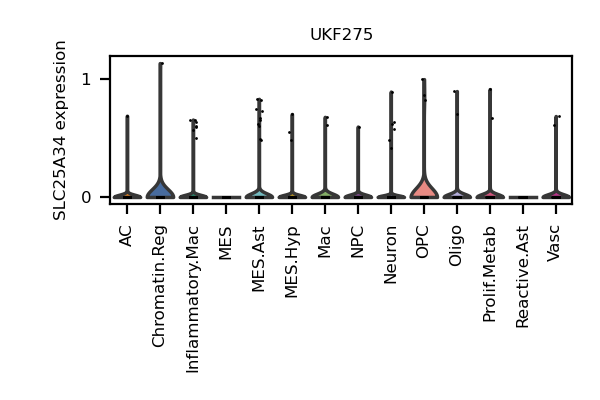 UKF275
SLC25A34 expression
1
0
AC
Chromatin.Reg
Inflammatory.Mac
MES
MES.Ast
MES.Hyp
Mac
NPC
Neuron
OPC
Oligo
Prolif.Metab
Reactive.Ast
Vasc